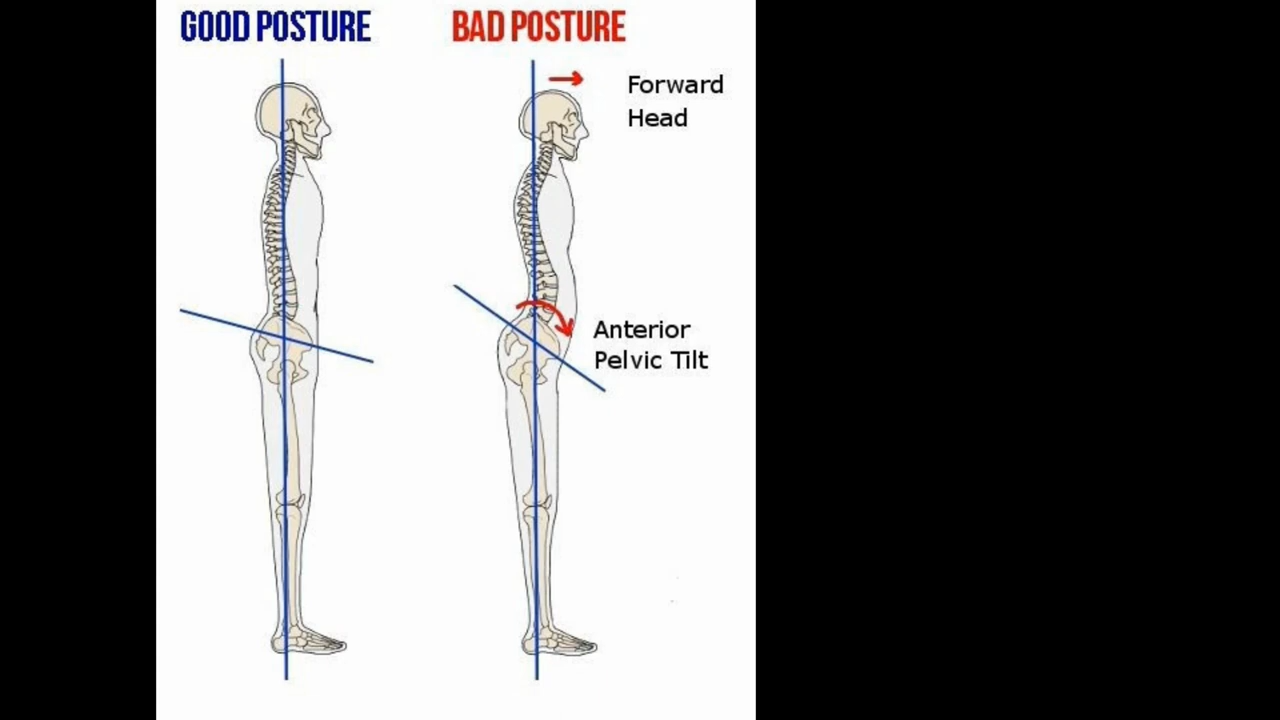 GOOD POSTURE
BAD POSTURE
Forward
Head
Anterior
Pelvic Tilt